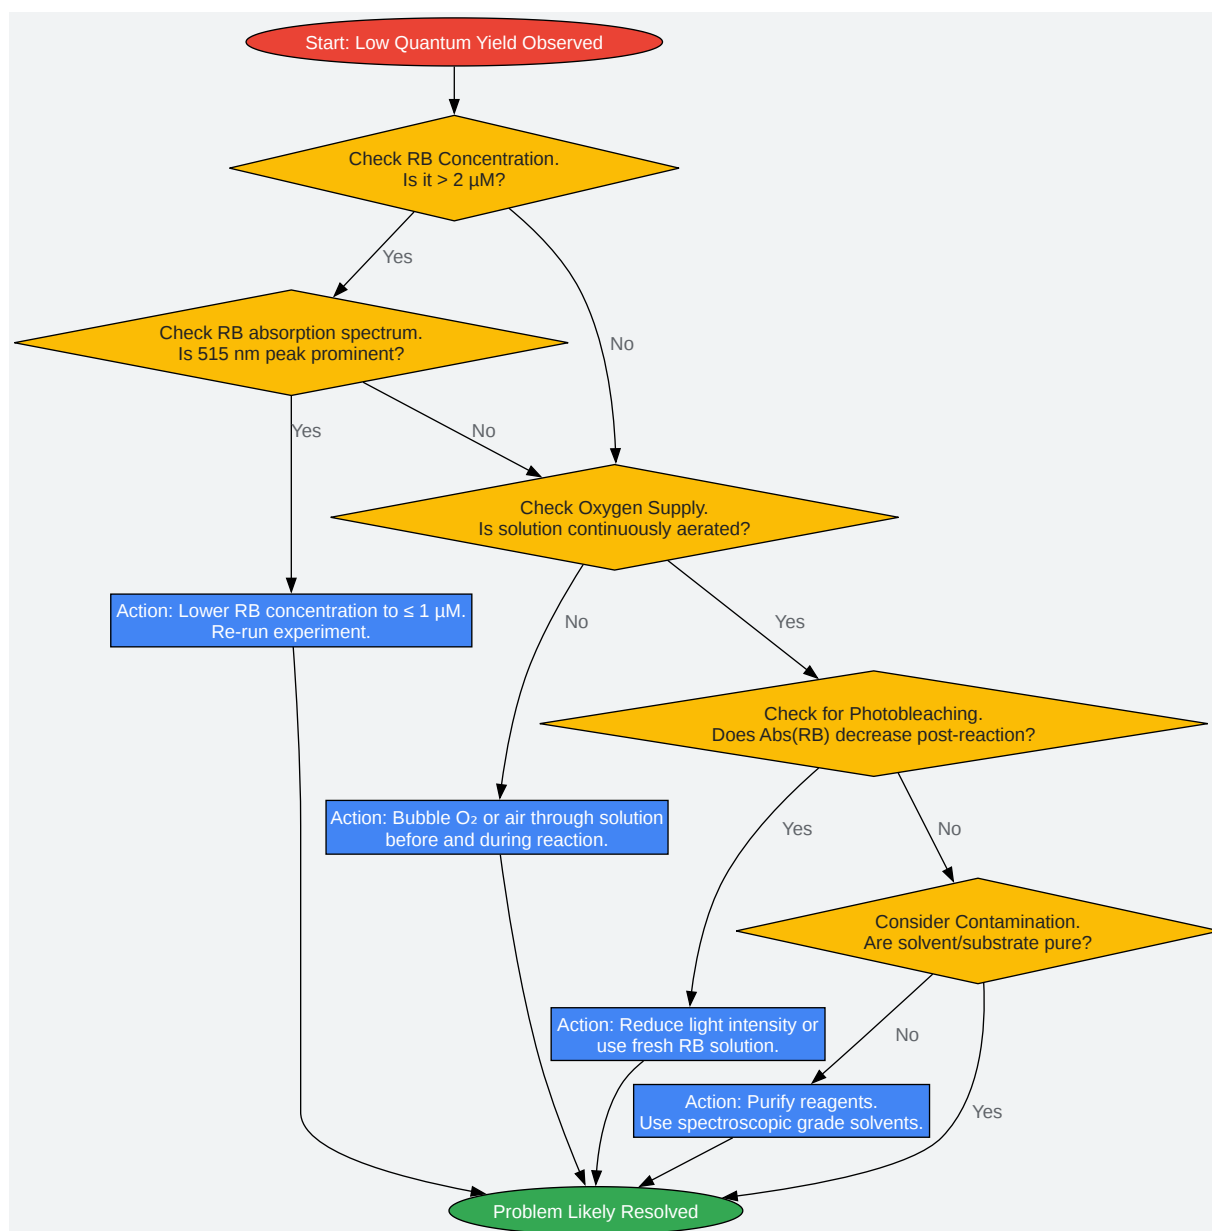 Start: Low Quantum Yield Observed
Check RB Concentration.
Is it > 2 µM?
Yes
Check RB absorption spectrum.
Is 515 nm peak prominent?
No
Yes
No
Check Oxygen Supply.
Is solution continuously aerated?
Action: Lower RB concentration to ≤ 1 µM.
Re-run experiment.
No
Yes
Check for Photobleaching.
Does Abs(RB) decrease post-reaction?
Action: Bubble O₂ or air through solution
before and during reaction.
Yes
No
Consider Contamination.
Are solvent/substrate pure?
Action: Reduce light intensity or
use fresh RB solution.
No
Action: Purify reagents.
Use spectroscopic grade solvents.
Yes
Problem Likely Resolved